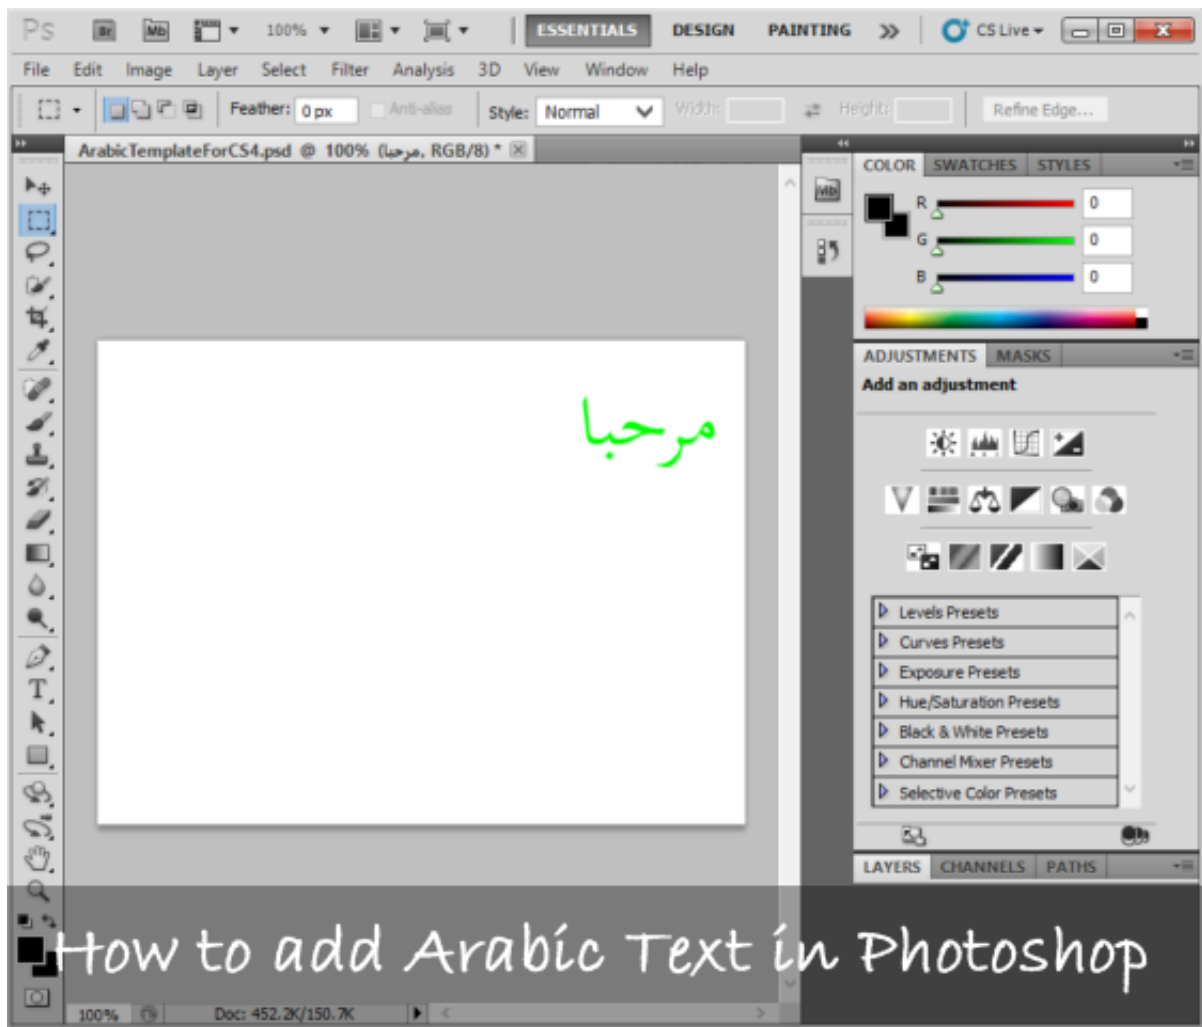 Ps Br Mb 100% ESSENTIALS DESIGN PAINTING CS Live
File Edit Image Layer Select Filter Analysis 3D View Window Help
Feather: 0 px Anti-alias Style: Normal Width: Height: Refine Edge...
ArabicTemplateForCS4.psd @ 100% (مرحبا, RGB/8) *
Mb
COLOR SWATCHES STYLES
R 0
G 0
B 0
ADJUSTMENTS MASKS
Add an adjustment
مرحبا
Levels Presets
Curves Presets
Exposure Presets
Hue/Saturation Presets
Black & White Presets
Channel Mixer Presets
Selective Color Presets
T
LAYERS CHANNELS PATHS
How to add Arabic Text in Photoshop
100% Doc: 452.2K/150.7K